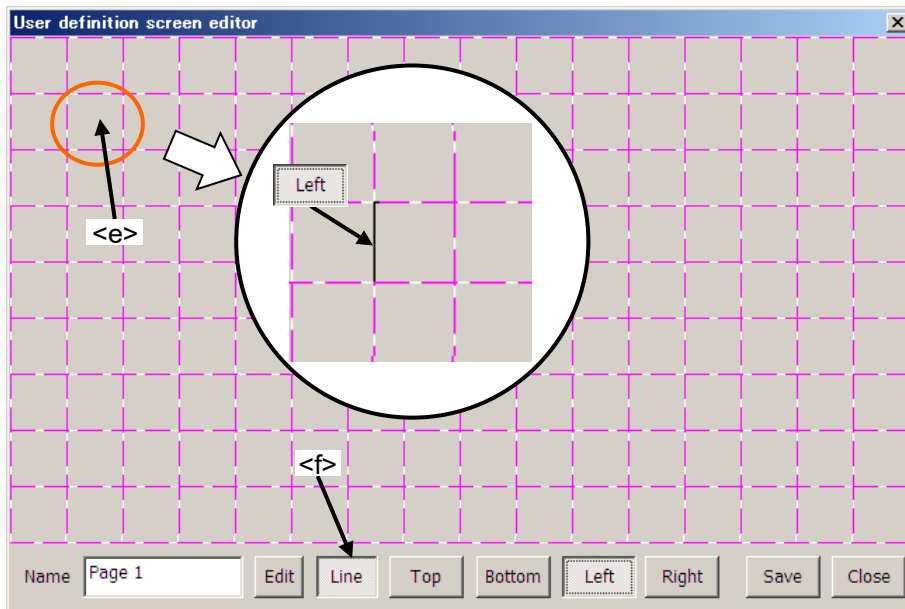 User definition screen editor
Left
<e>
<f>
Name Page 1 Edit Line Top Bottom Left Right Save Close